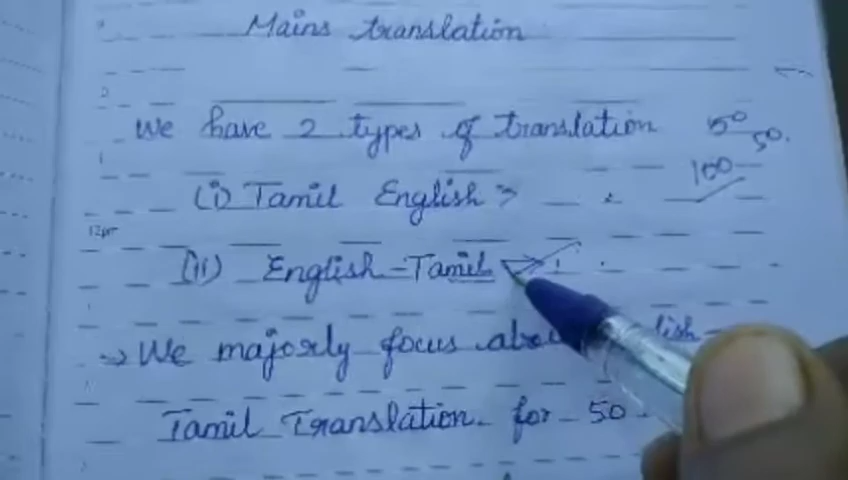 Mains translation
We have 2 types of translation 50
50.
100
(i) Tamil English
(ii) English - Tamil
→ We majorly focus
Tamil Translation. for 50
12pm